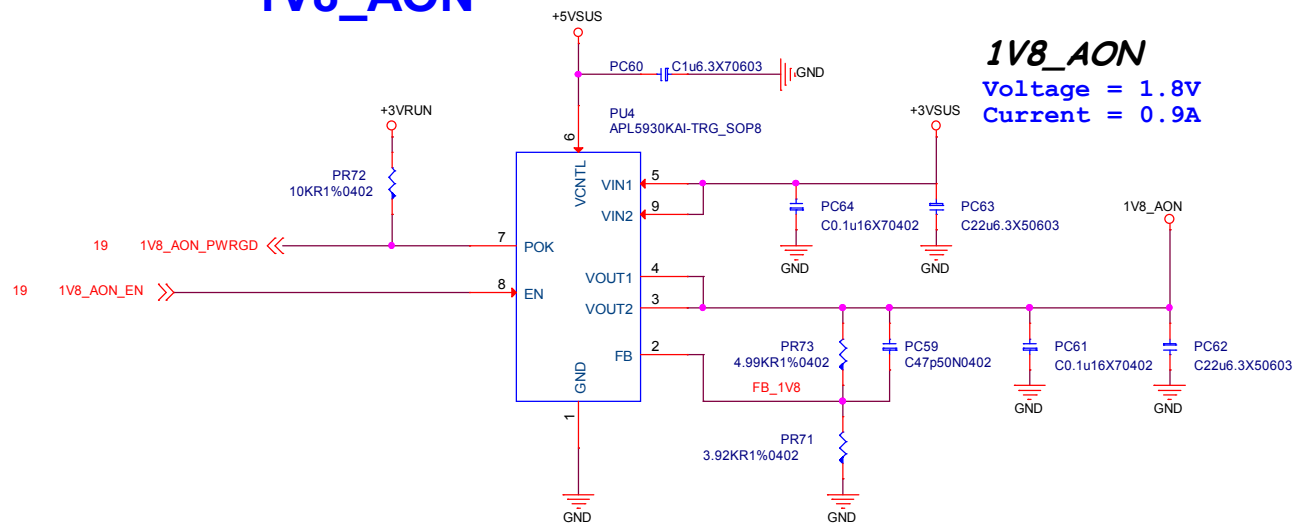 1V8_AON
+5VSUS
PC60 C1u6.3X70603
GND
1V8_AON
Voltage = 1.8V
Current = 0.9A
+3VRUN
PU4
APL5930KAI-TRG_SOP8
+3VSUS
6
PR72
10KR1%0402
VCNTL
VIN1 5
VIN2 9
PC64
C0.1u16X70402
PC63
C22u6.3X50603
1V8_AON
19 1V8_AON_PWRGD
7 POK
GND
GND
19 1V8_AON_EN
8 EN
VOUT1 4
VOUT2 3
FB 2
GND
1
PR73
4.99KR1%0402
PC59
C47p50N0402
PC61
C0.1u16X70402
PC62
C22u6.3X50603
FB_1V8
GND
GND
PR71
3.92KR1%0402
GND
GND